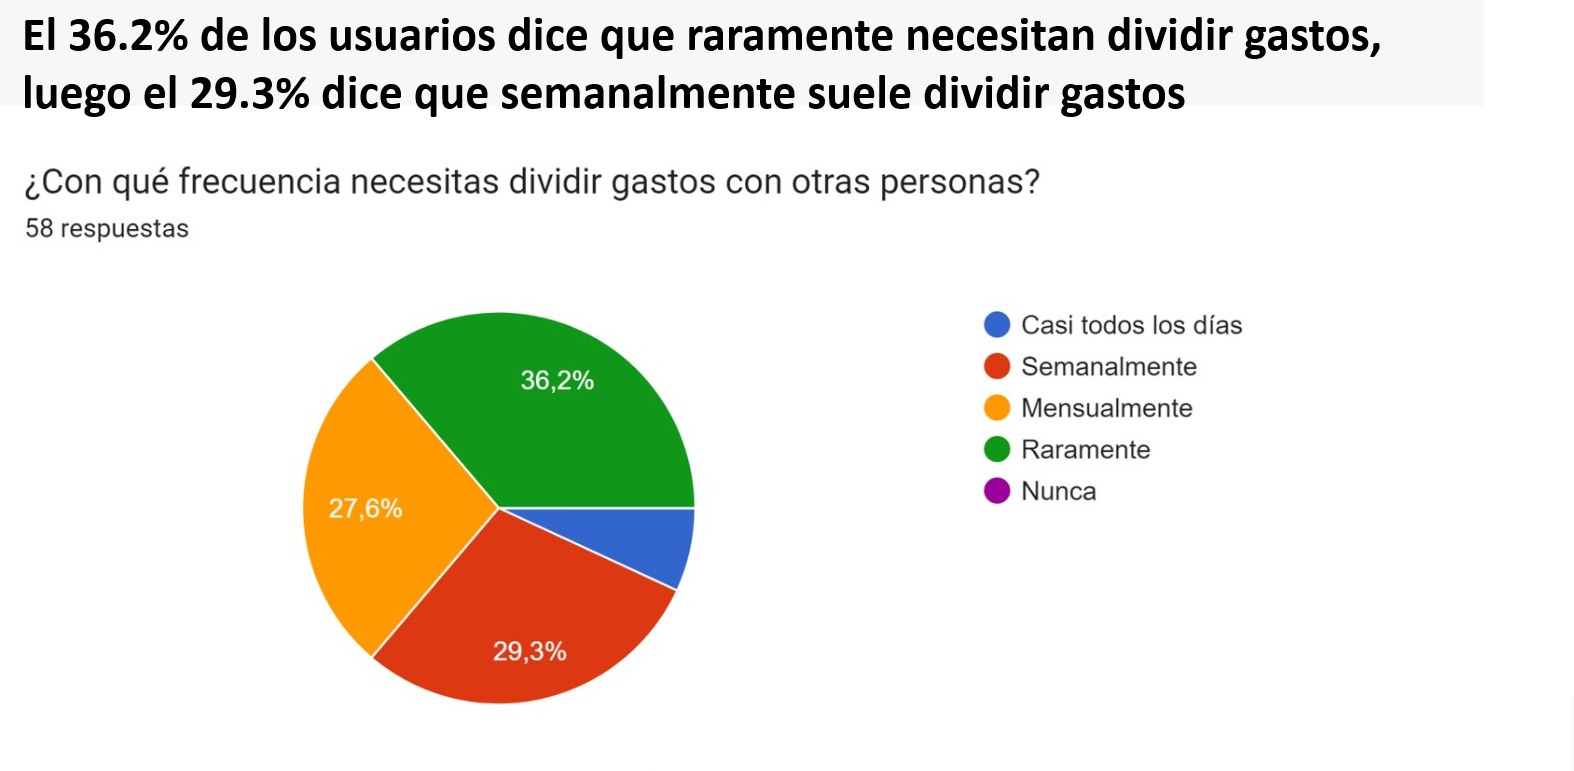 El 36.2% de los usuarios dice que raramente necesitan dividir gastos,
luego el 29.3% dice que semanalmente suele dividir gastos
¿Con qué frecuencia necesitas dividir gastos con otras personas?
58 respuestas
36,2%
27,6%
29,3%
Casi todos los días
Semanalmente
Mensualmente
Raramente
Nunca